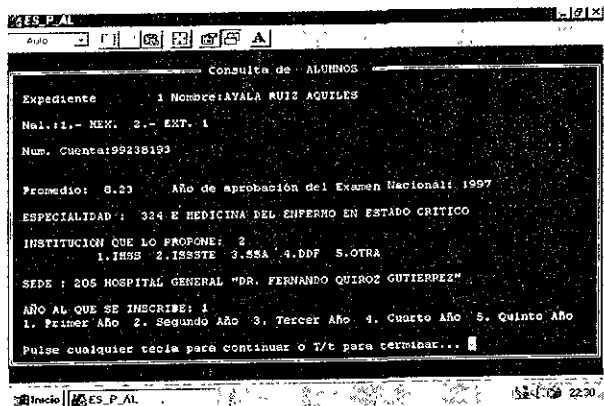 ES_P_AL
Auto
A
Consulta de ALUMNOS
Expediente 1 Nombre:AYALA RUIZ AQUILES
Nal.:1.- MEX. 2.- EXT. 1
Num. Cuenta:99238193
Promedio: 8.23 Año de aprobación del Examen Nacional: 1997
ESPECIALIDAD : 324 E MEDICINA DEL ENFERMO EN ESTADO CRITICO
INSTITUCION QUE LO PROPONE: 2
1.IMSS 2.ISSSTE 3.SSA 4.DDF 5.OTRA
SEDE : 205 HOSPITAL GENERAL "DR. FERNANDO QUIROZ GUTIERREZ"
AÑO AL QUE SE INSCRIBE: 1
1. Primer Año 2. Segundo Año 3. Tercer Año 4. Cuarto Año 5. Quinto Año
Pulse cualquier tecla para continuar o T/t para terminar...
Inicio ES_P_AL 22:30